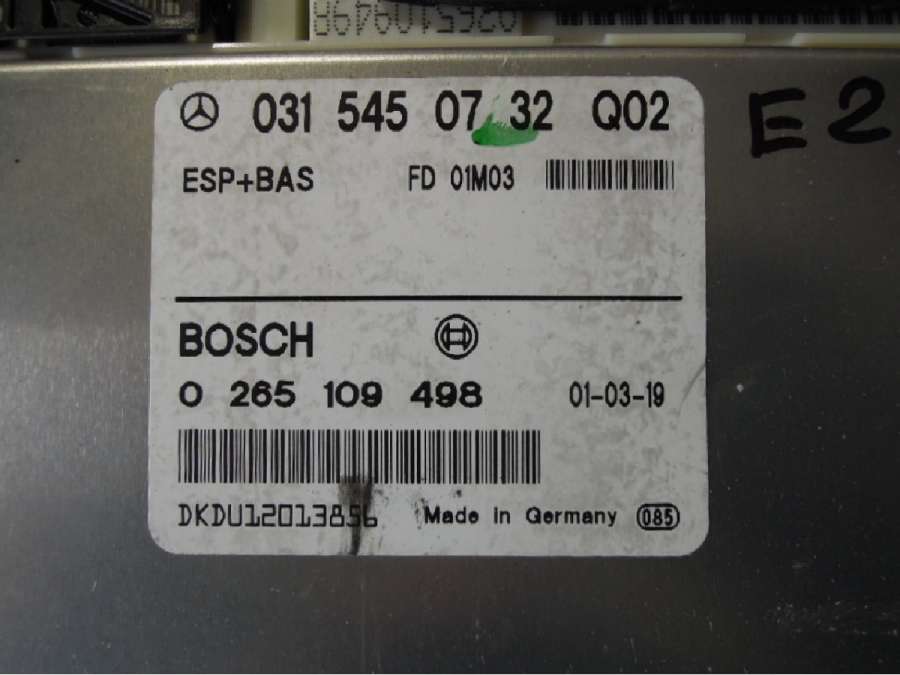 0265109498
031 545 07 32 Q02
E2
ESP+BAS FD 01M03
BOSCH
0 265 109 498 01-03-19
DKDU12013856 Made in Germany 085